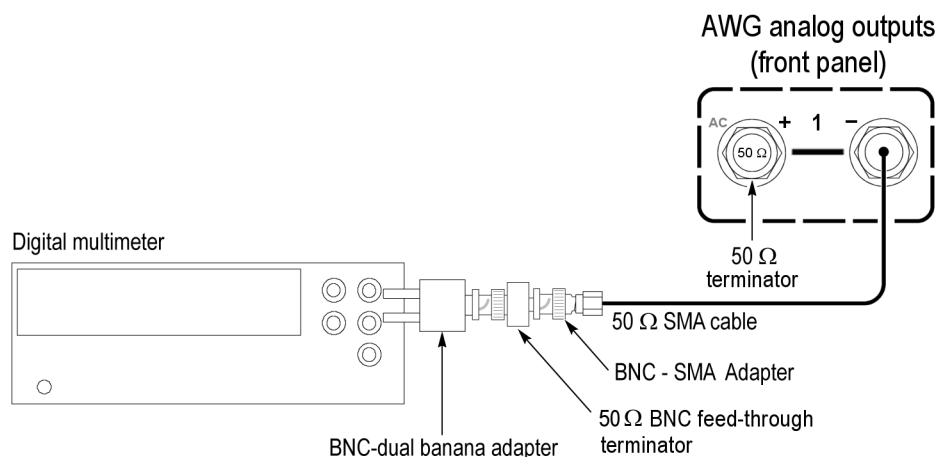 AWG analog outputs
(front panel)
AC + 1 −
50 Ω
50 Ω
terminator
Digital multimeter
50 Ω SMA cable
BNC - SMA Adapter
50 Ω BNC feed-through
terminator
BNC-dual banana adapter